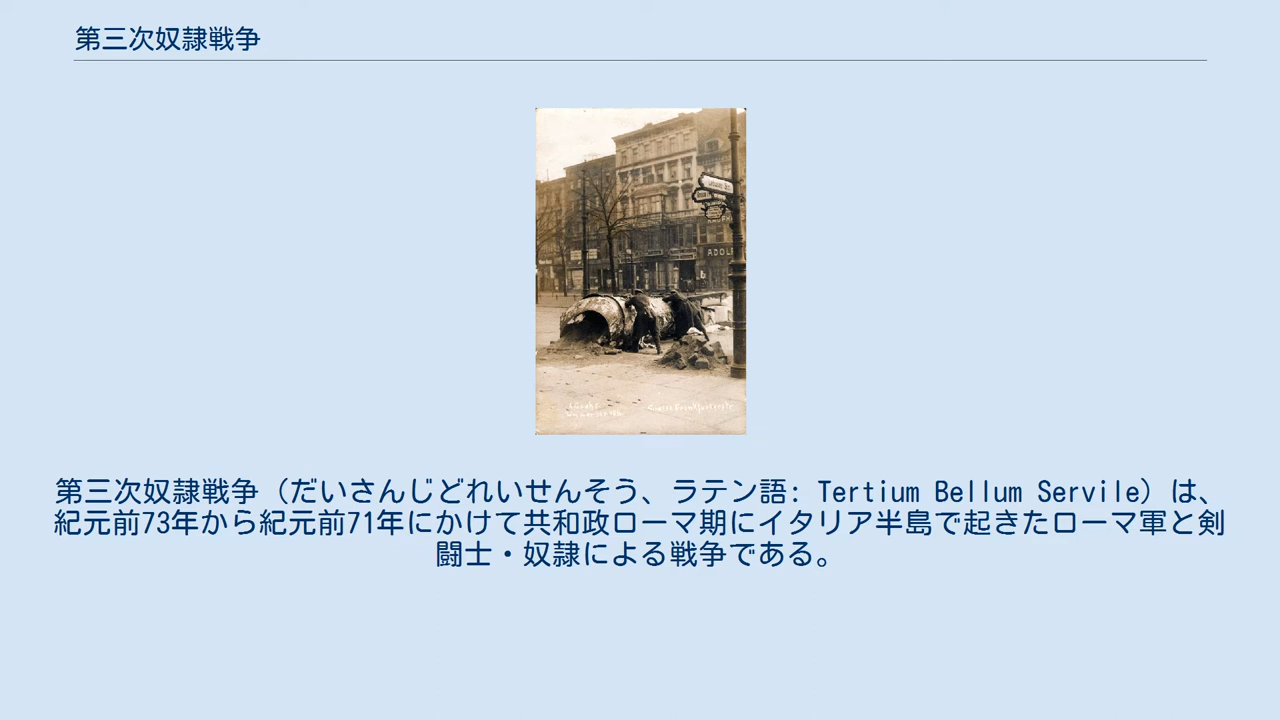 第三次奴隷戦争
ADOL
第三次奴隷戦争（だいさんじどれいせんそう、ラテン語: Tertium Bellum Servile）は、
紀元前73年から紀元前71年にかけて共和政ローマ期にイタリア半島で起きたローマ軍と剣
闘士・奴隷による戦争である。